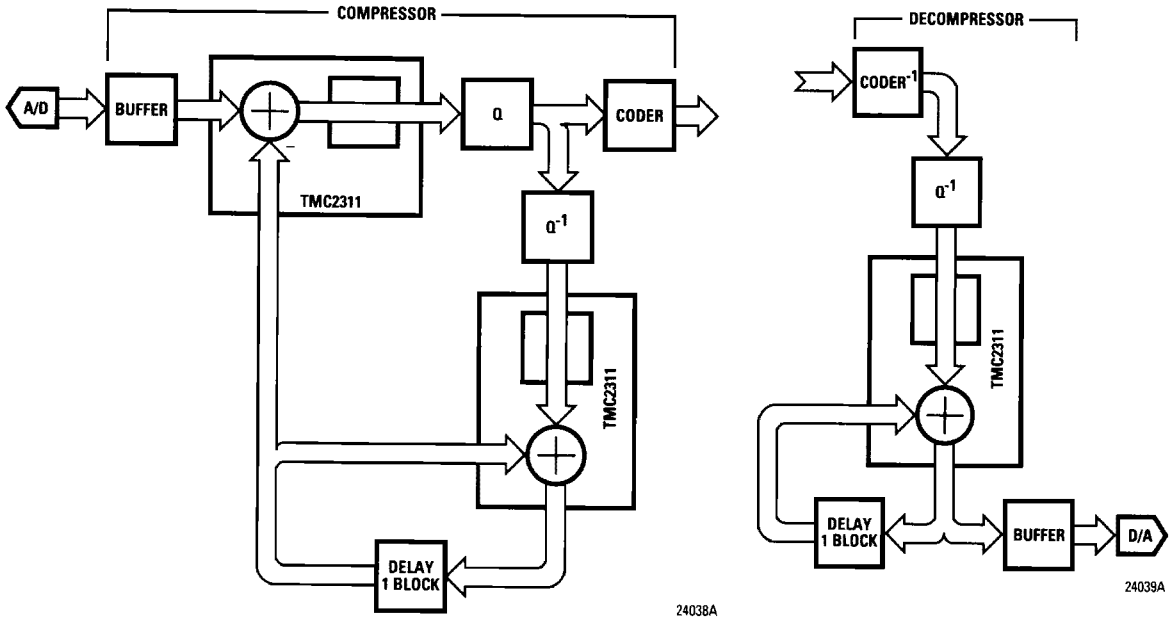 COMPRESSOR
A/D
BUFFER
+
−
TMC2311
Q
CODER
Q-1
TMC2311
+
DELAY
1 BLOCK
24038A
DECOMPRESSOR
CODER-1
Q-1
TMC2311
+
DELAY
1 BLOCK
BUFFER
D/A
24039A